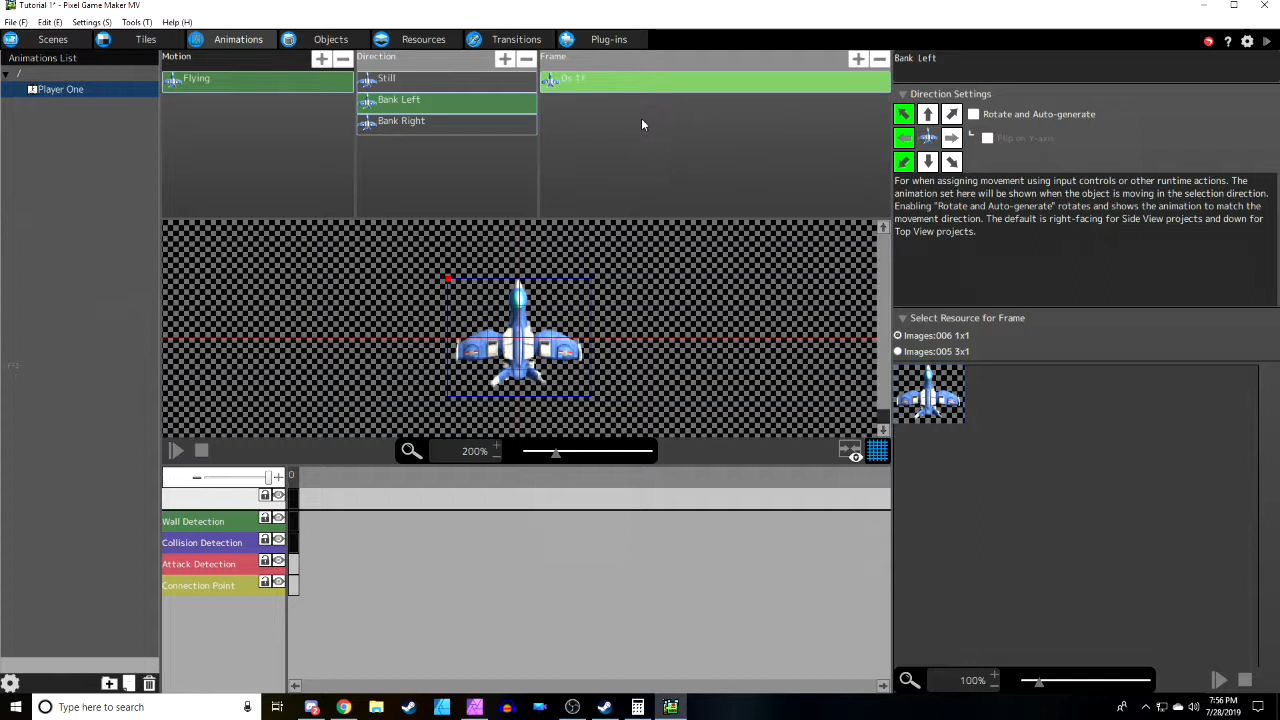 Tutorial 1* - Pixel Game Maker MV
File (F) Edit (E) Settings (S) Tools (T) Help (H)
Scenes Tiles Animations Objects Resources Transitions Plug-ins
Animations List
/
Player One
Motion
Flying
Direction
Still
Bank Left
Bank Right
Frame
0s 1F
Bank Left
Direction Settings
Rotate and Auto-generate
Flip on Y-axis
For when assigning movement using input controls or other runtime actions. The
animation set here will be shown when the object is moving in the selection direction.
Enabling "Rotate and Auto-generate" rotates and shows the animation to match the
movement direction. The default is right-facing for Side View projects and down for
Top View projects.
Select Resource for Frame
Images:006 1x1
Images:005 3x1
200%
0
Wall Detection
Collision Detection
Attack Detection
Connection Point
100%
Type here to search
7:56 PM
7/28/2019